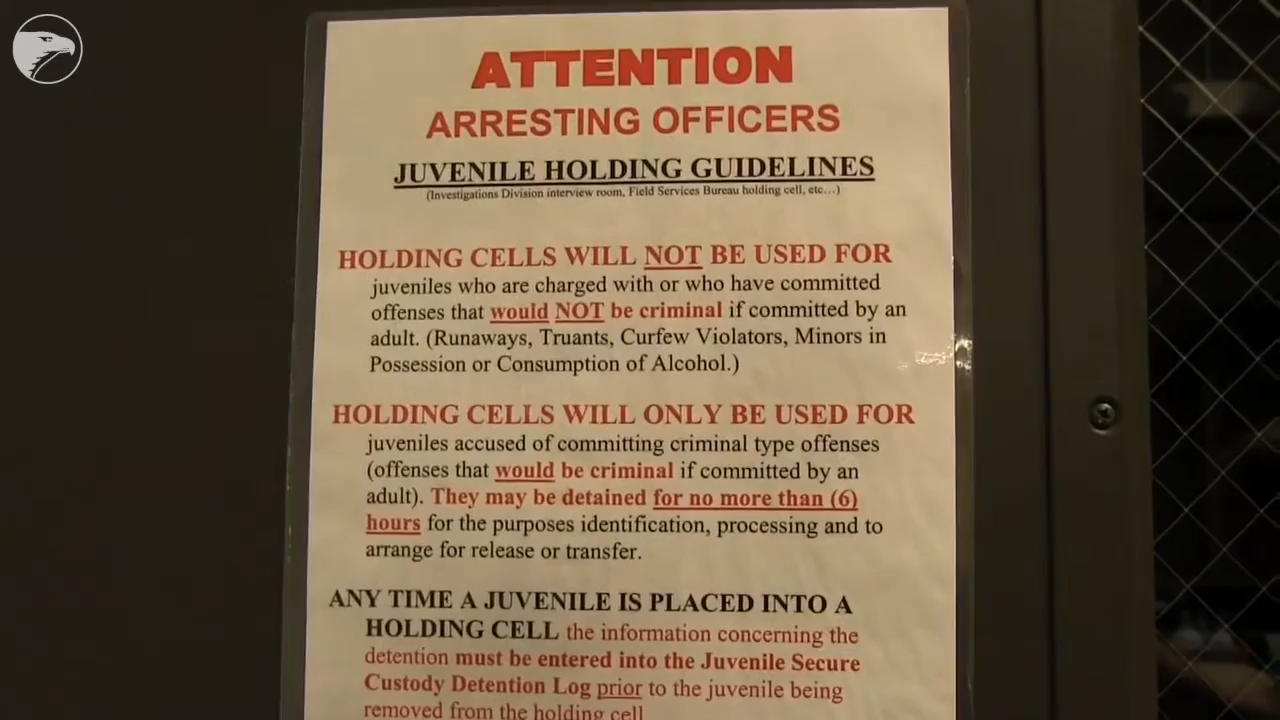 ATTENTION
ARRESTING OFFICERS
JUVENILE HOLDING GUIDELINES
(Investigations Division interview room, Field Services Bureau holding cell, etc…)
HOLDING CELLS WILL NOT BE USED FOR
juveniles who are charged with or who have committed
offenses that would NOT be criminal if committed by an
adult. (Runaways, Truants, Curfew Violators, Minors in
Possession or Consumption of Alcohol.)
HOLDING CELLS WILL ONLY BE USED FOR
juveniles accused of committing criminal type offenses
(offenses that would be criminal if committed by an
adult). They may be detained for no more than (6)
hours for the purposes identification, processing and to
arrange for release or transfer.
ANY TIME A JUVENILE IS PLACED INTO A
HOLDING CELL the information concerning the
detention must be entered into the Juvenile Secure
Custody Detention Log prior to the juvenile being
removed from the holding cell